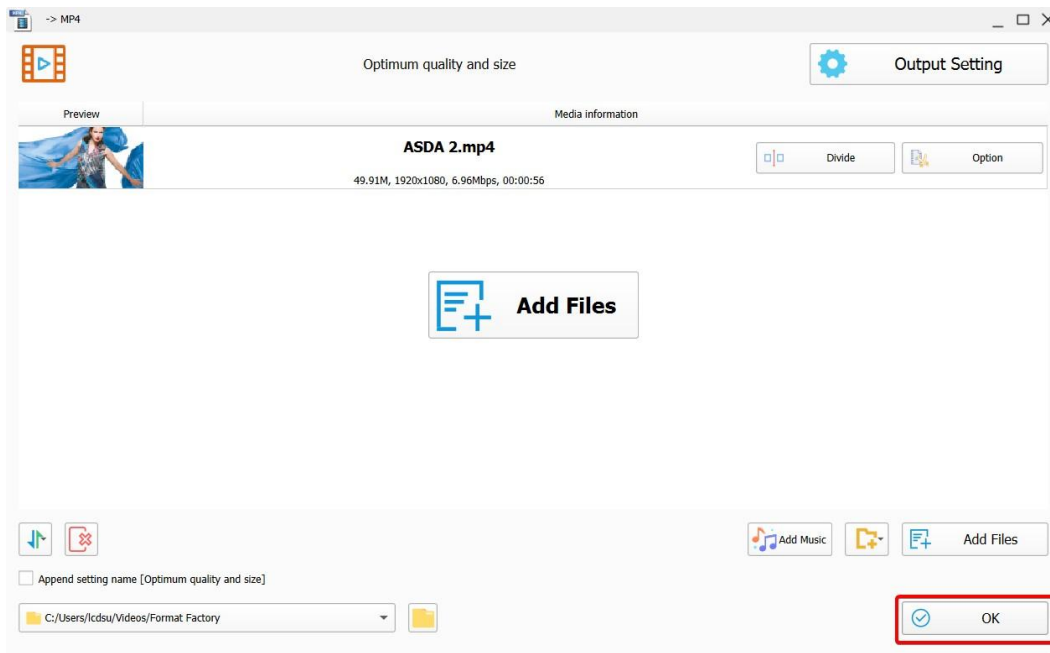 -> MP4
Optimum quality and size
Output Setting
Preview
Media information
ASDA 2.mp4
49.91M, 1920x1080, 6.96Mbps, 00:00:56
Divide
Option
Add Files
Add Music
Add Files
Append setting name [Optimum quality and size]
C:/Users/lcdsu/Videos/Format Factory
OK